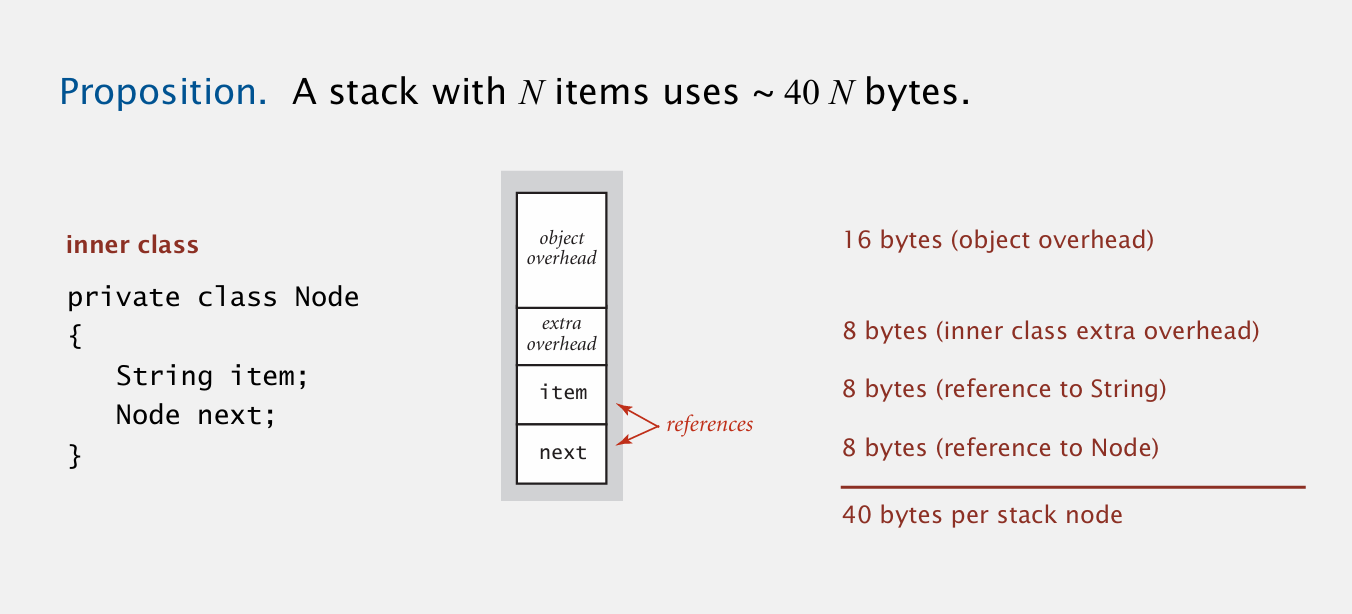 Proposition. A stack with N items uses ~ 40 N bytes.
inner class
private class Node
{
   String item;
   Node next;
}
object
overhead
extra
overhead
item
next
references
16 bytes (object overhead)
8 bytes (inner class extra overhead)
8 bytes (reference to String)
8 bytes (reference to Node)
40 bytes per stack node